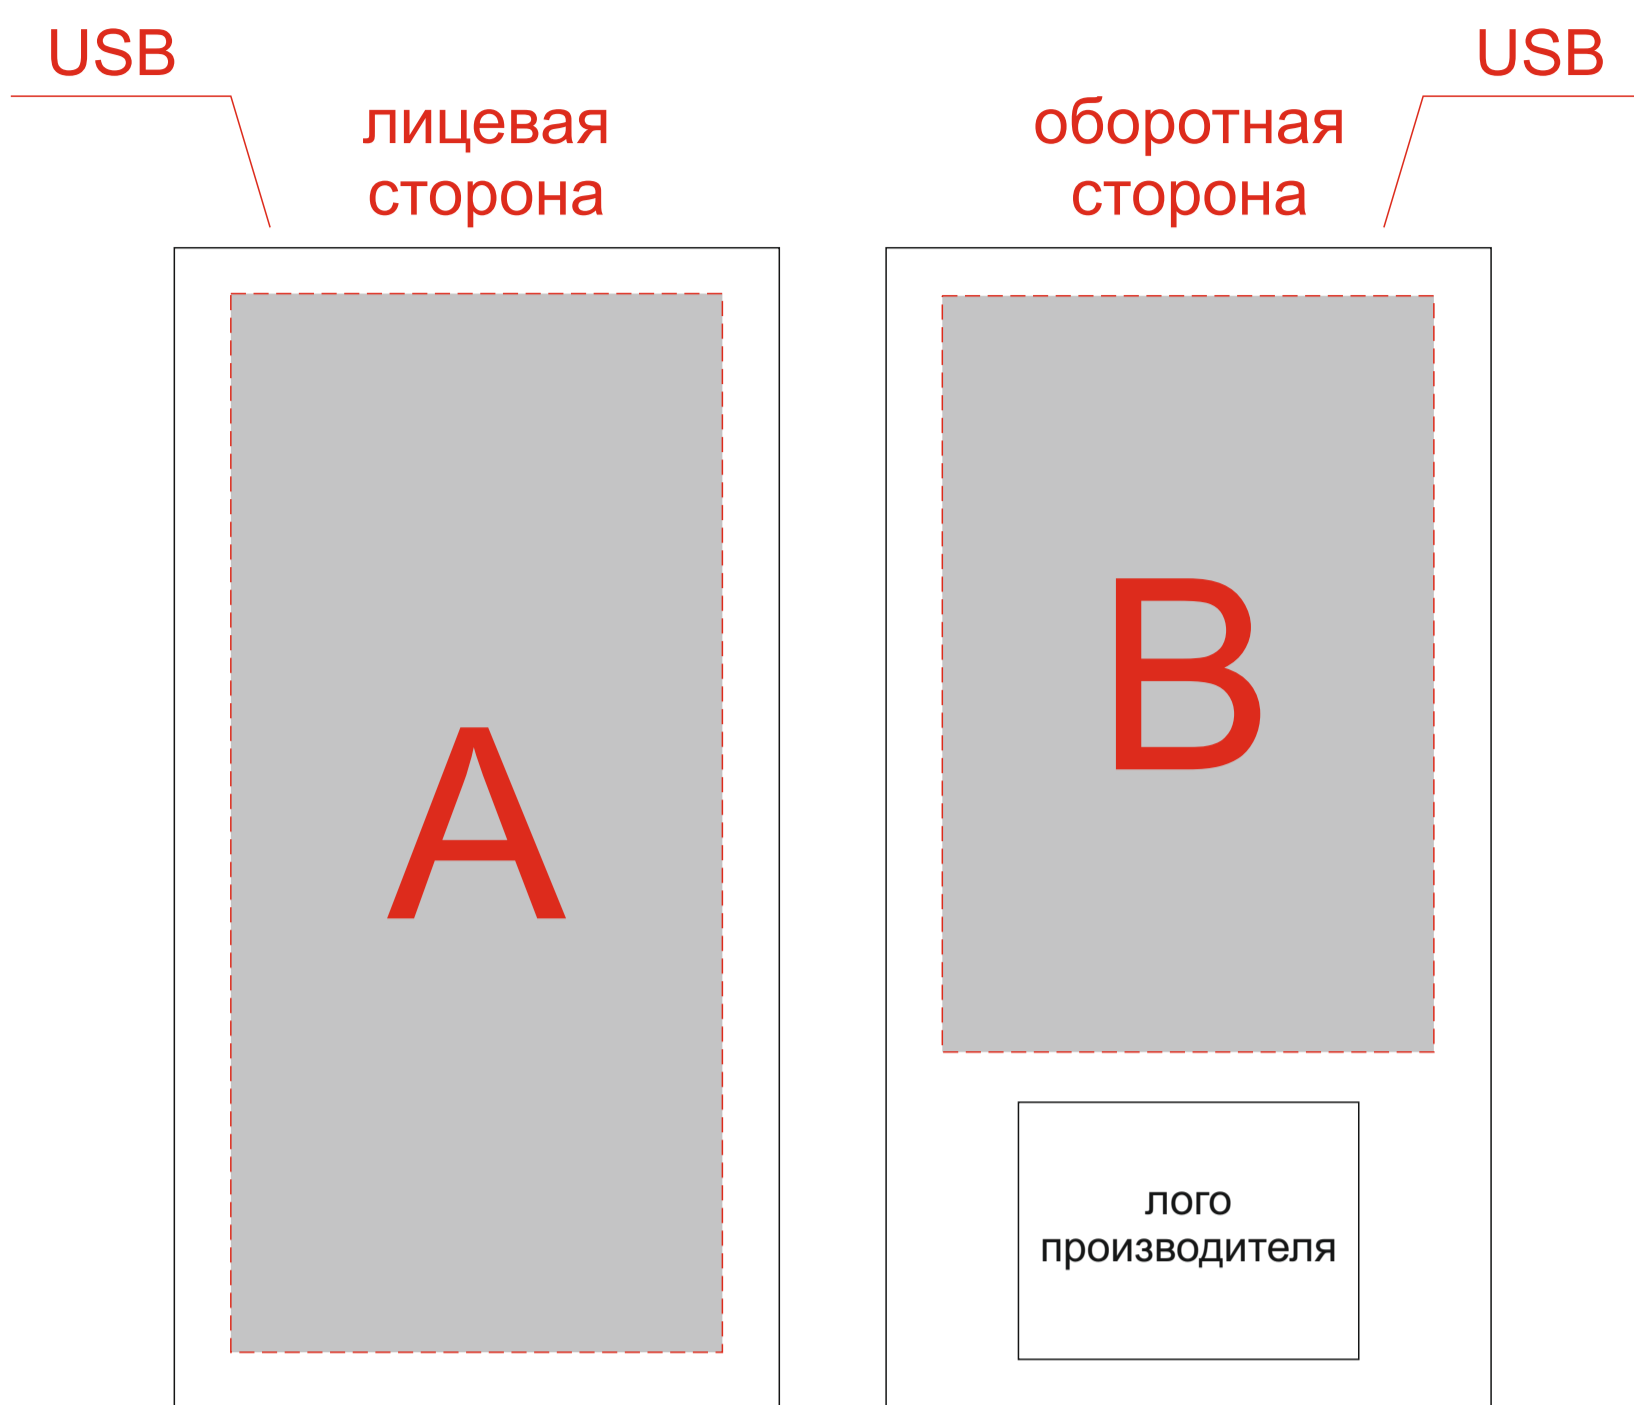 USB
лицевая
сторона
A
USB
оборотная
сторона
B
лого
производителя